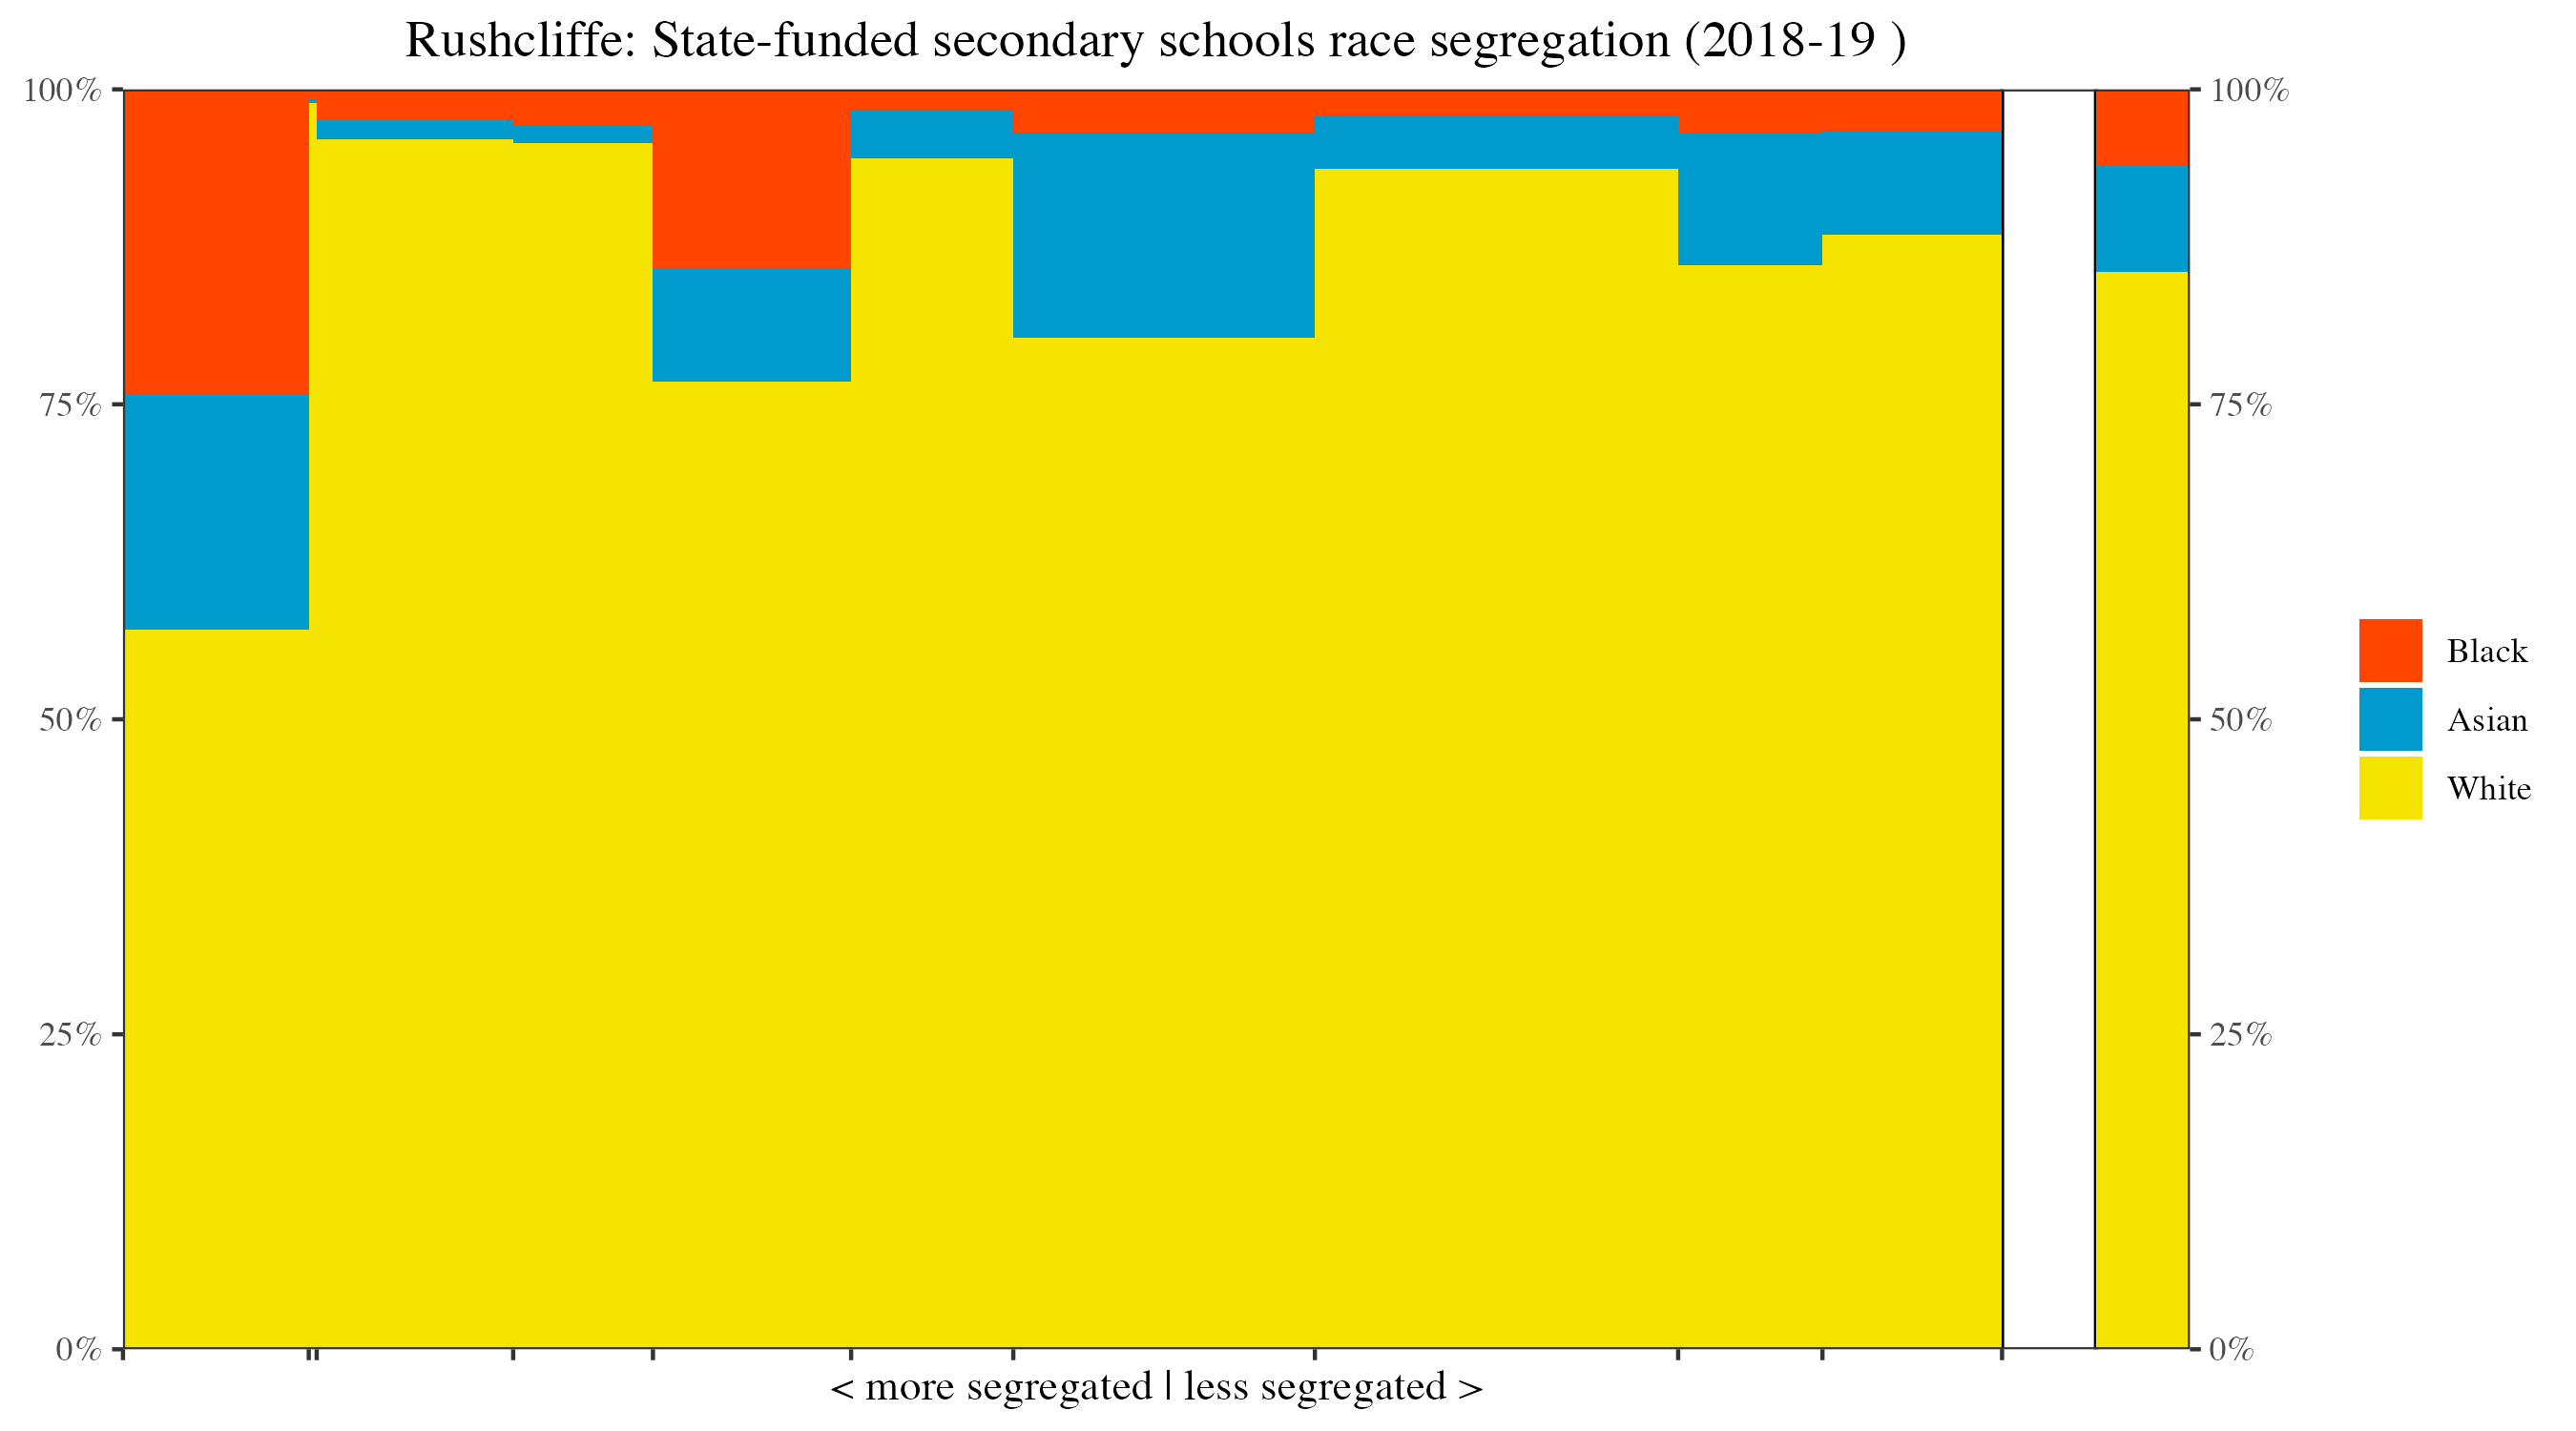 Rushcliffe: State-funded secondary schools race segregation (2018-19 )
100%
100%
75%
75%
50%
50%
25%
25%
0%
0%
Black
Asian
White
< more segregated | less segregated >